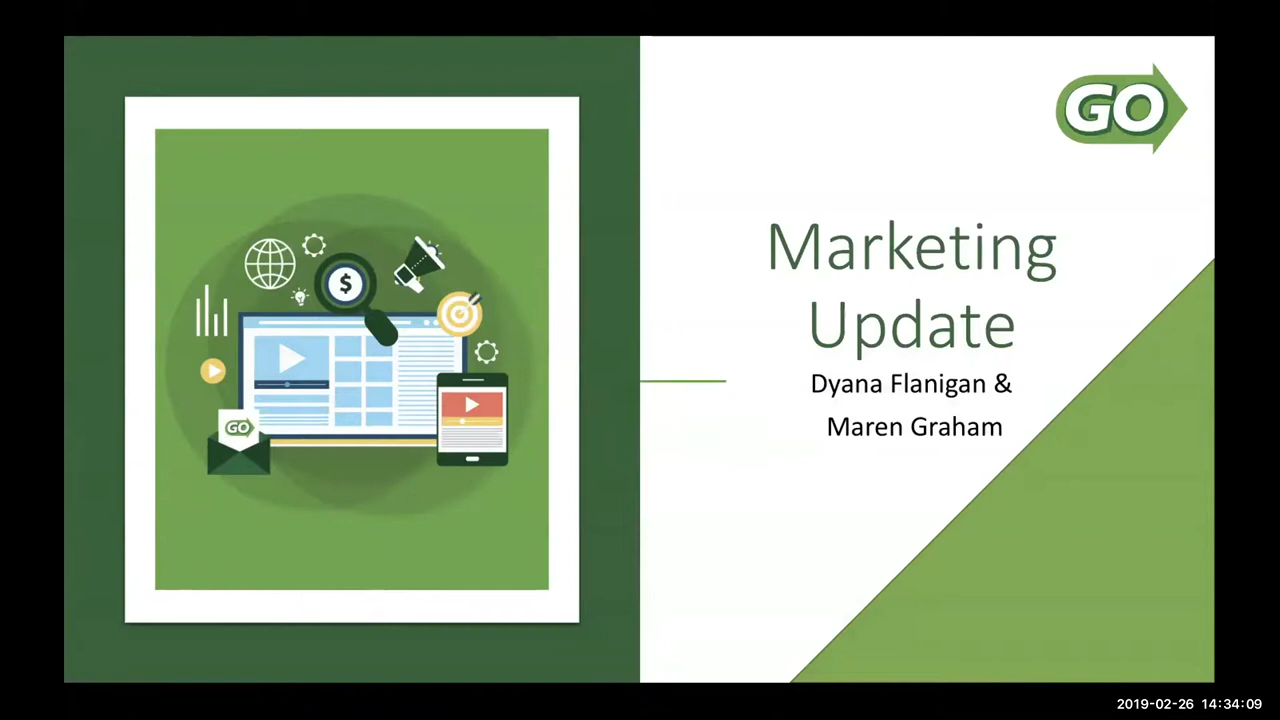 GO
Marketing
Update
Dyana Flanigan &
Maren Graham
$
GO
2019-02-26 14:34:09